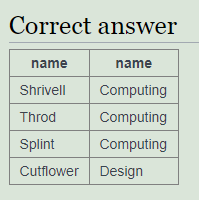 Correct answer
name name
Shrivell Computing
Throd Computing
Splint Computing
Cutflower Design